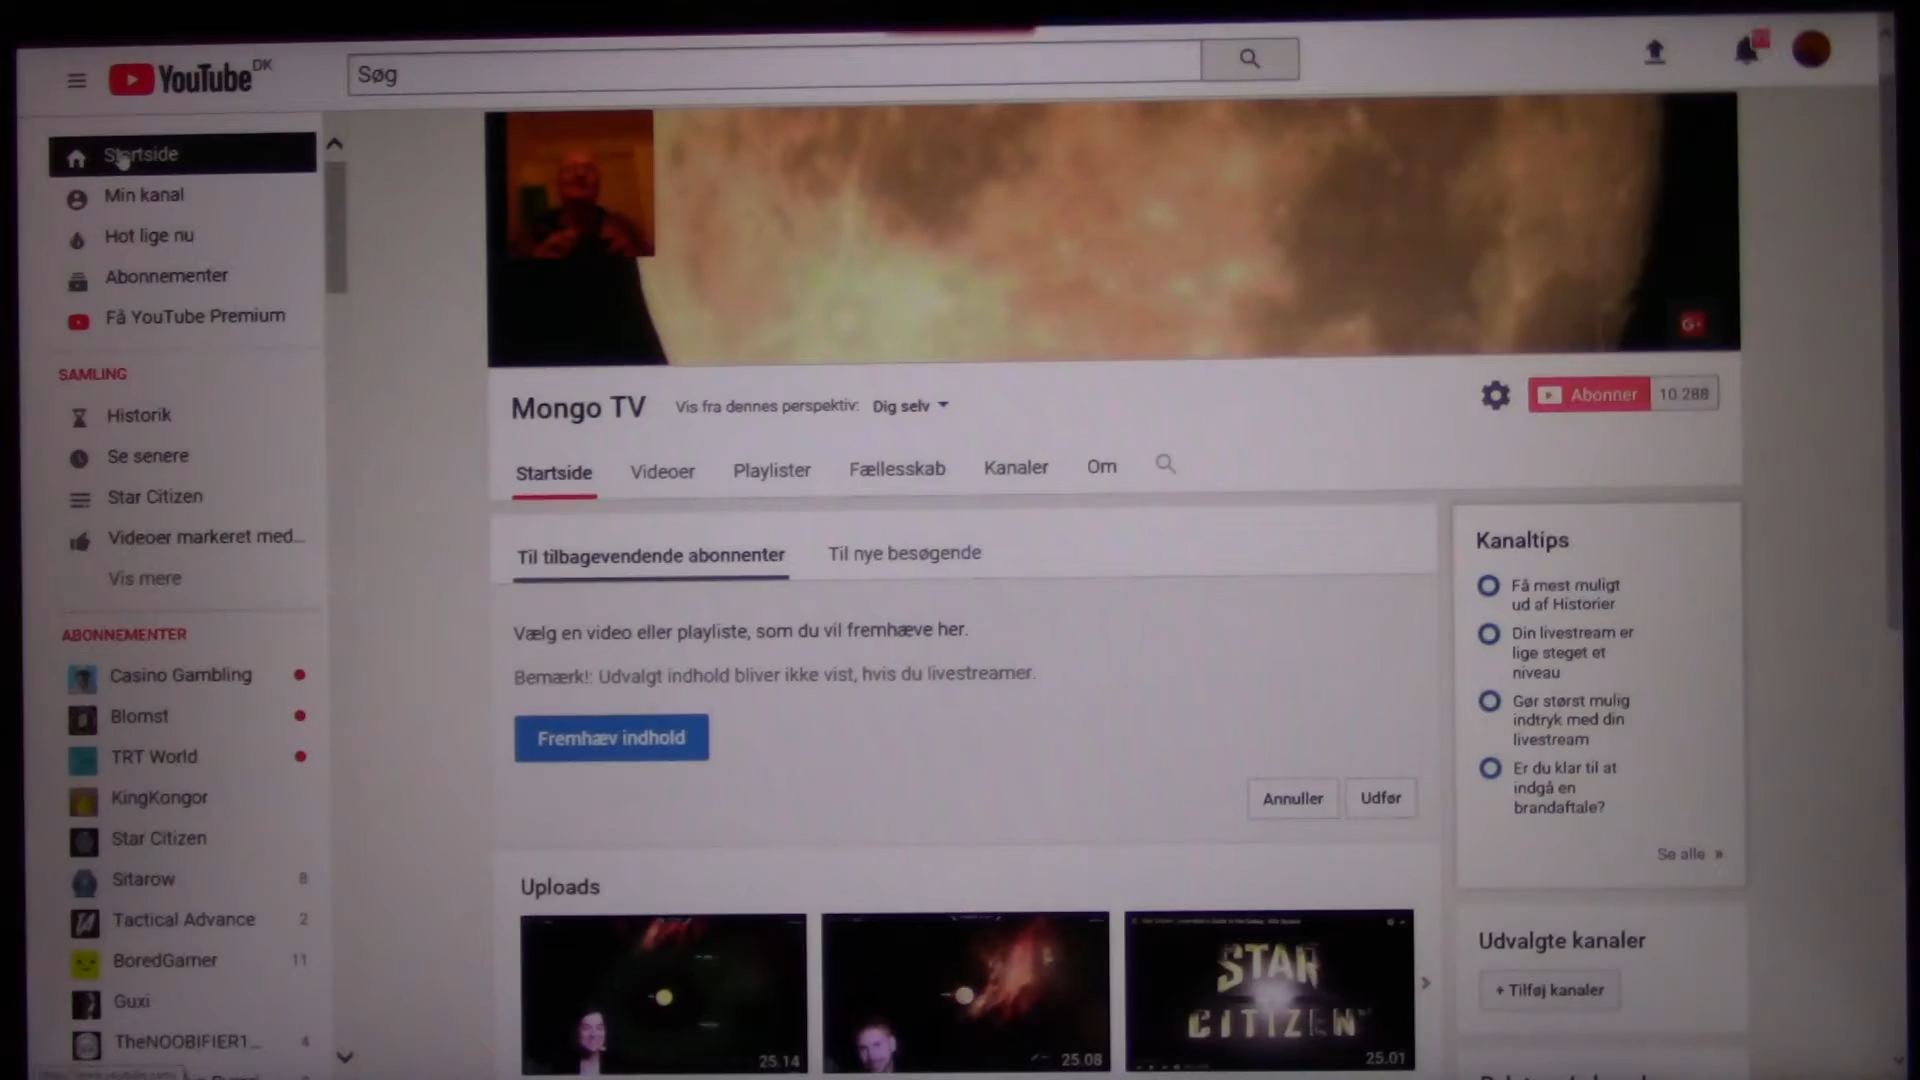 YouTube DK
Søg
Startside
Min kanal
Hot lige nu
Abonnementer
Få YouTube Premium
SAMLING
Historik
Se senere
Star Citizen
Videoer markeret med...
Vis mere
ABONNEMENTER
Casino Gambling
Blomst
TRT World
KingKongor
Star Citizen
Sitarow 8
Tactical Advance 2
BoredGamer 11
Guxi
TheNOOBIFIER1... 4
G+
Mongo TV
Vis fra dennes perspektiv: Dig selv
Abonner 10 288
Startside Videoer Playlister Fællesskab Kanaler Om
Til tilbagevendende abonnenter Til nye besøgende
Vælg en video eller playliste, som du vil fremhæve her.
Bemærk!: Udvalgt indhold bliver ikke vist, hvis du livestreamer.
Fremhæv indhold
Annuller Udfør
Uploads
25.14
25.08
STAR
CITIZEN
25.01
Kanaltips
Få mest muligt
ud af Historier
Din livestream er
lige steget et
niveau
Gør størst mulig
indtryk med din
livestream
Er du klar til at
indgå en
brandaftale?
Se alle »
Udvalgte kanaler
+ Tilføj kanaler